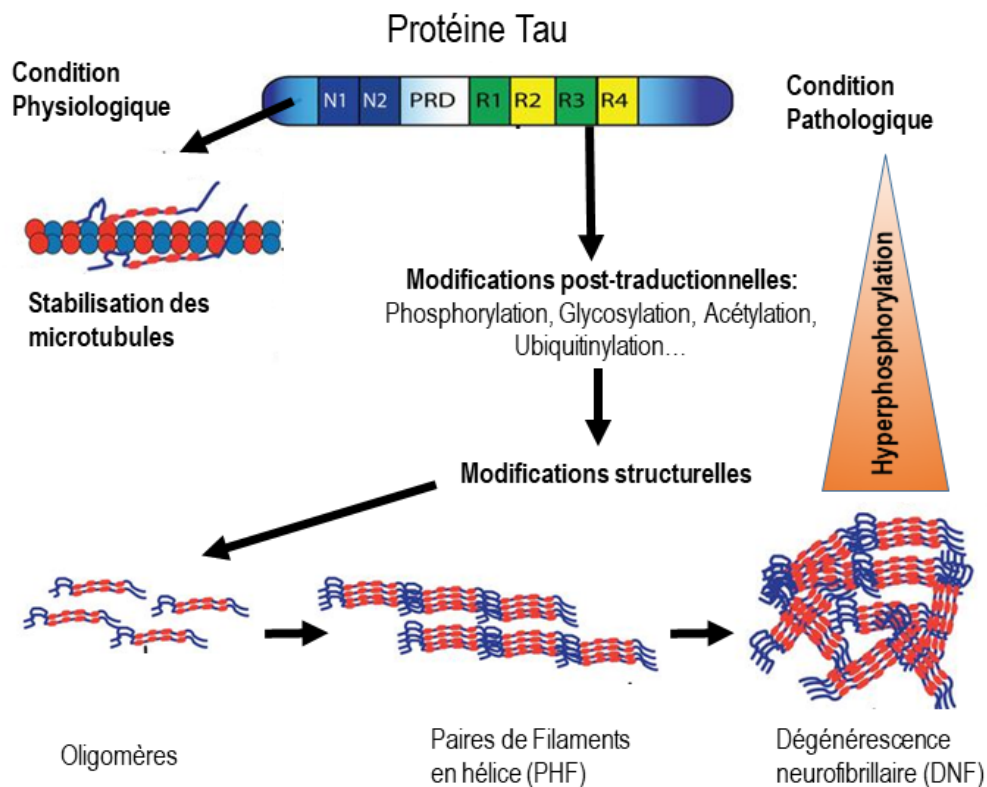 Protéine Tau
Condition
Physiologique
N1 N2 PRD R1 R2 R3 R4
Condition
Pathologique
Stabilisation des
microtubules
Modifications post-traductionnelles:
Phosphorylation, Glycosylation, Acétylation,
Ubiquitinylation…
Hyperphosphorylation
Modifications structurelles
Oligomères
Paires de Filaments
en hélice (PHF)
Dégénérescence
neurofibrillaire (DNF)